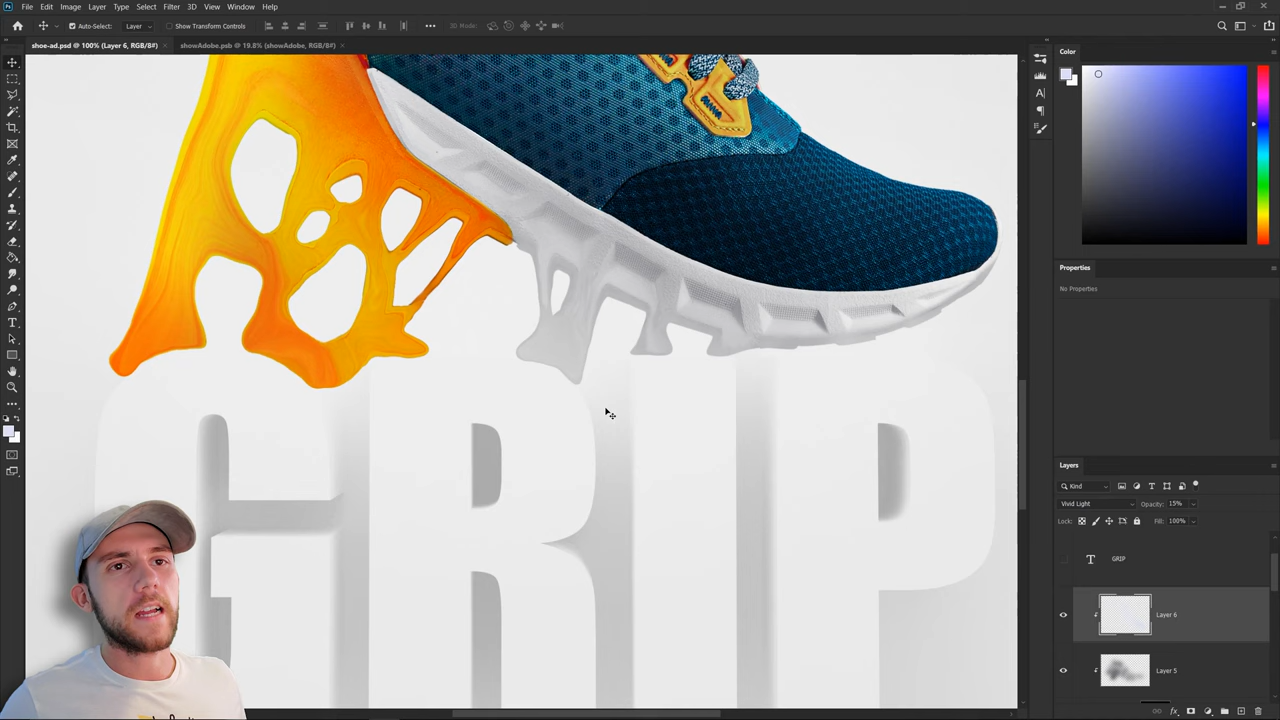 File Edit Image Layer Type Select Filter 3D View Window Help
Auto-Select: Layer Show Transform Controls 3D Mode:
shoe-ad.psd @ 100% (Layer 6, RGB/8#) × showAdobe.psb @ 19.8% (showAdobe, RGB/8#) ×
Color
Properties
No Properties
GRIP
Layers
Kind
Vivid Light Opacity: 15%
Lock: Fill: 100%
T GRIP
Layer 6
Layer 5